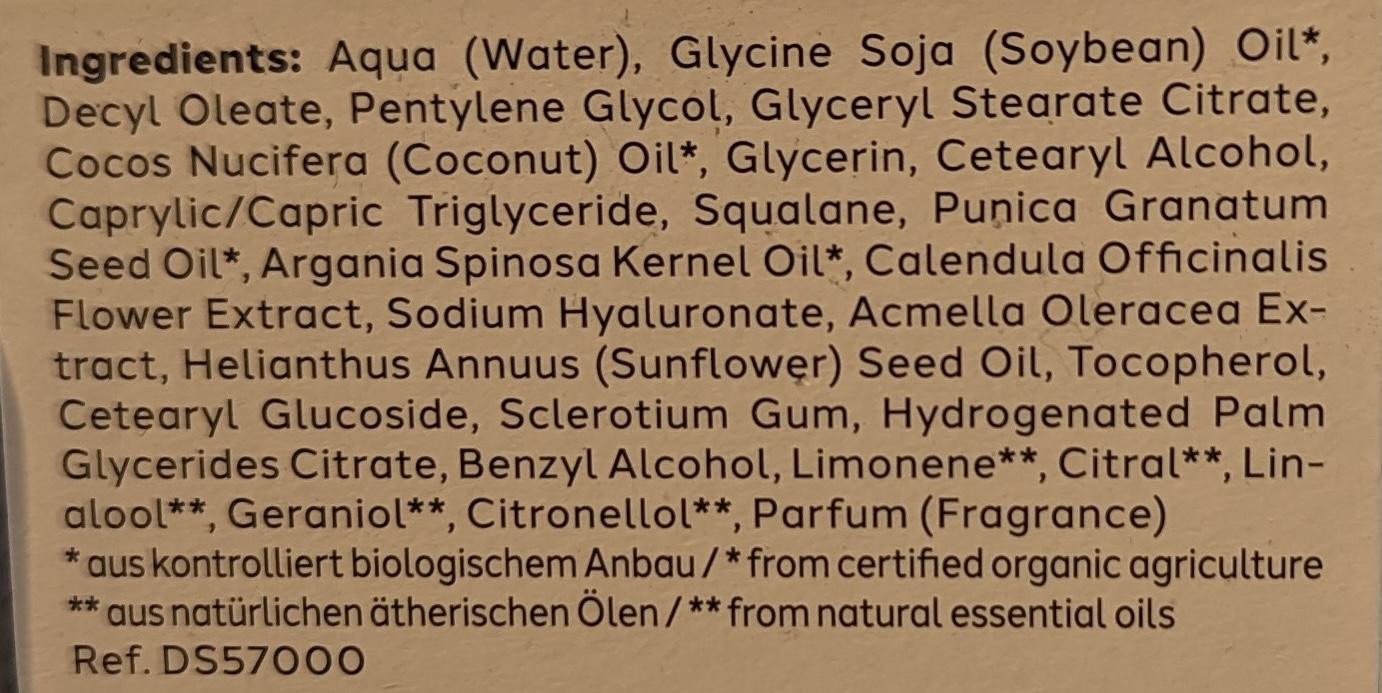 Ingredients: Aqua (Water), Glycine Soja (Soybean) Oil*,
Decyl Oleate, Pentylene Glycol, Glyceryl Stearate Citrate,
Cocos Nucifera (Coconut) Oil*, Glycerin, Cetearyl Alcohol,
Caprylic/Capric Triglyceride, Squalane, Punica Granatum
Seed Oil*, Argania Spinosa Kernel Oil*, Calendula Officinalis
Flower Extract, Sodium Hyaluronate, Acmella Oleracea Ex-
tract, Helianthus Annuus (Sunflower) Seed Oil, Tocopherol,
Cetearyl Glucoside, Sclerotium Gum, Hydrogenated Palm
Glycerides Citrate, Benzyl Alcohol, Limonene**, Citral**, Lin-
alool**, Geraniol**, Citronellol**, Parfum (Fragrance)
* aus kontrolliert biologischem Anbau / * from certified organic agriculture
** aus natürlichen ätherischen Ölen / ** from natural essential oils
Ref. DS57000